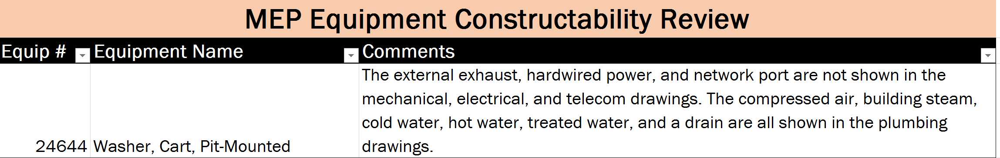 MEP Equipment Constructability Review
Equip # Equipment Name Comments
The external exhaust, hardwired power, and network port are not shown in the
mechanical, electrical, and telecom drawings. The compressed air, building steam,
cold water, hot water, treated water, and a drain are all shown in the plumbing
24644 Washer, Cart, Pit-Mounted drawings.